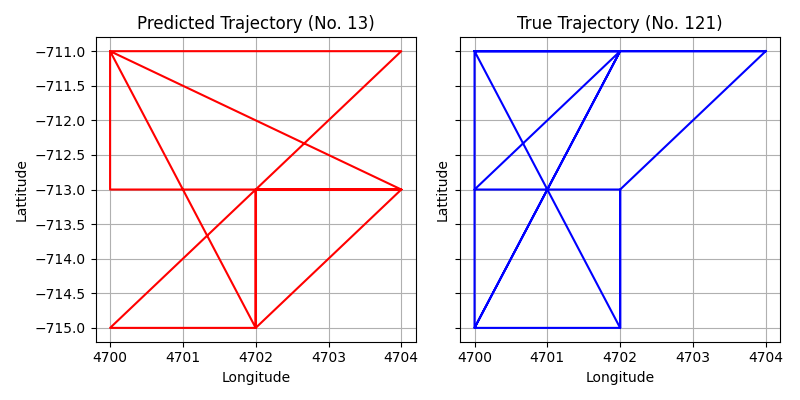 Predicted Trajectory (No. 13)
−711.0
−711.5
−712.0
−712.5
−713.0
−713.5
−714.0
−714.5
−715.0
Lattitude
4700 4701 4702 4703 4704
Longitude
True Trajectory (No. 121)
Lattitude
4700 4701 4702 4703 4704
Longitude